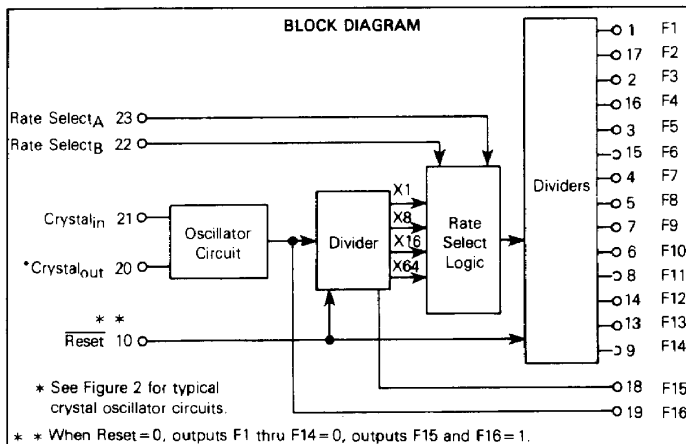 BLOCK DIAGRAM
1 F1
17 F2
2 F3
16 F4
3 F5
15 F6
4 F7
5 F8
7 F9
6 F10
8 F11
14 F12
13 F13
9 F14
18 F15
19 F16
Rate SelectA 23
Rate SelectB 22
Crystalin 21
*Crystalout 20
* *
Reset 10
Oscillator
Circuit
Divider
X1
X8
X16
X64
Rate
Select
Logic
Dividers
* See Figure 2 for typical
crystal oscillator circuits.
* * When Reset=0, outputs F1 thru F14=0, outputs F15 and F16=1.